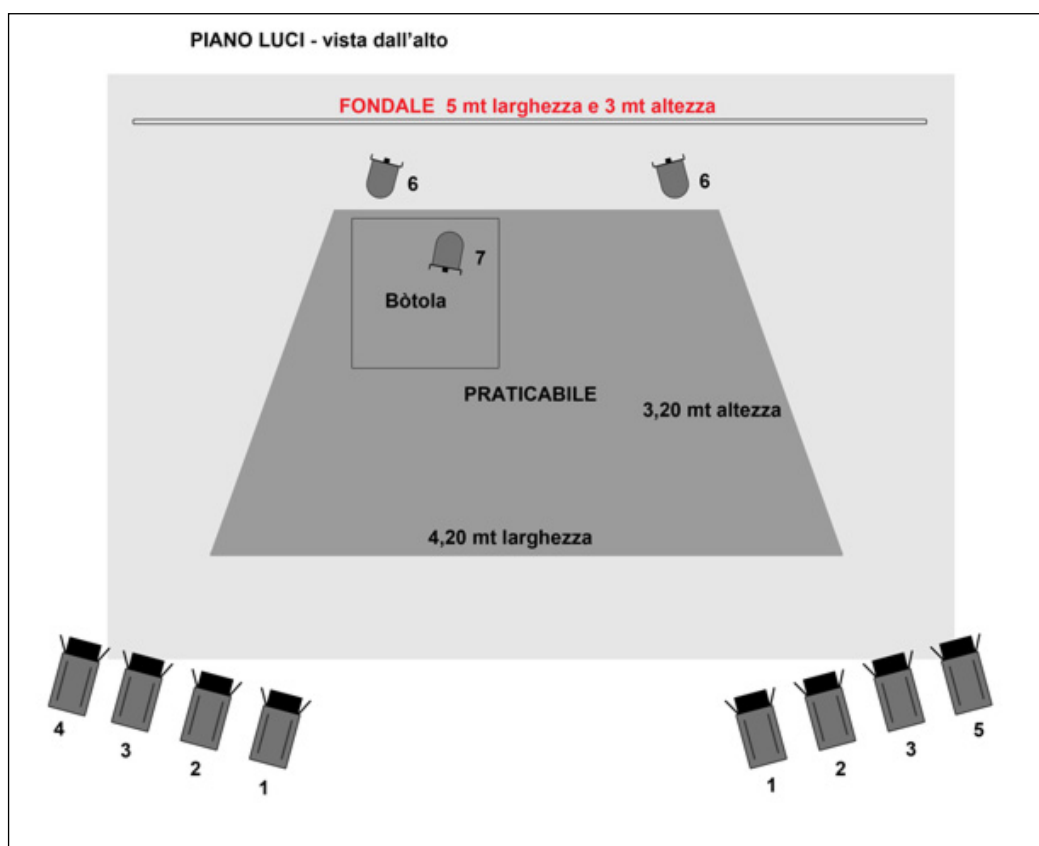 PIANO LUCI - vista dall'alto
FONDALE 5 mt larghezza e 3 mt altezza
6
6
7
Bòtola
PRATICABILE
3,20 mt altezza
4,20 mt larghezza
4
3
2
1
1
2
3
5